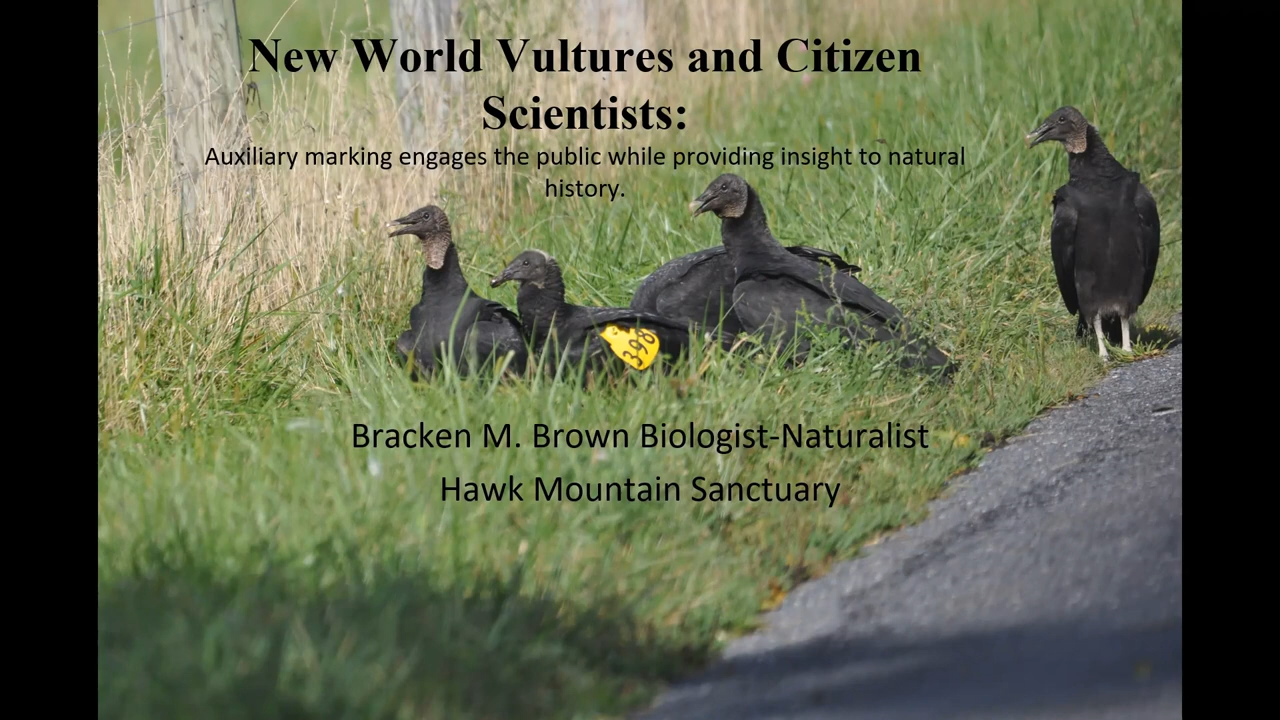 New World Vultures and Citizen
Scientists:
Auxiliary marking engages the public while providing insight to natural
history.
398
Bracken M. Brown Biologist-Naturalist
Hawk Mountain Sanctuary